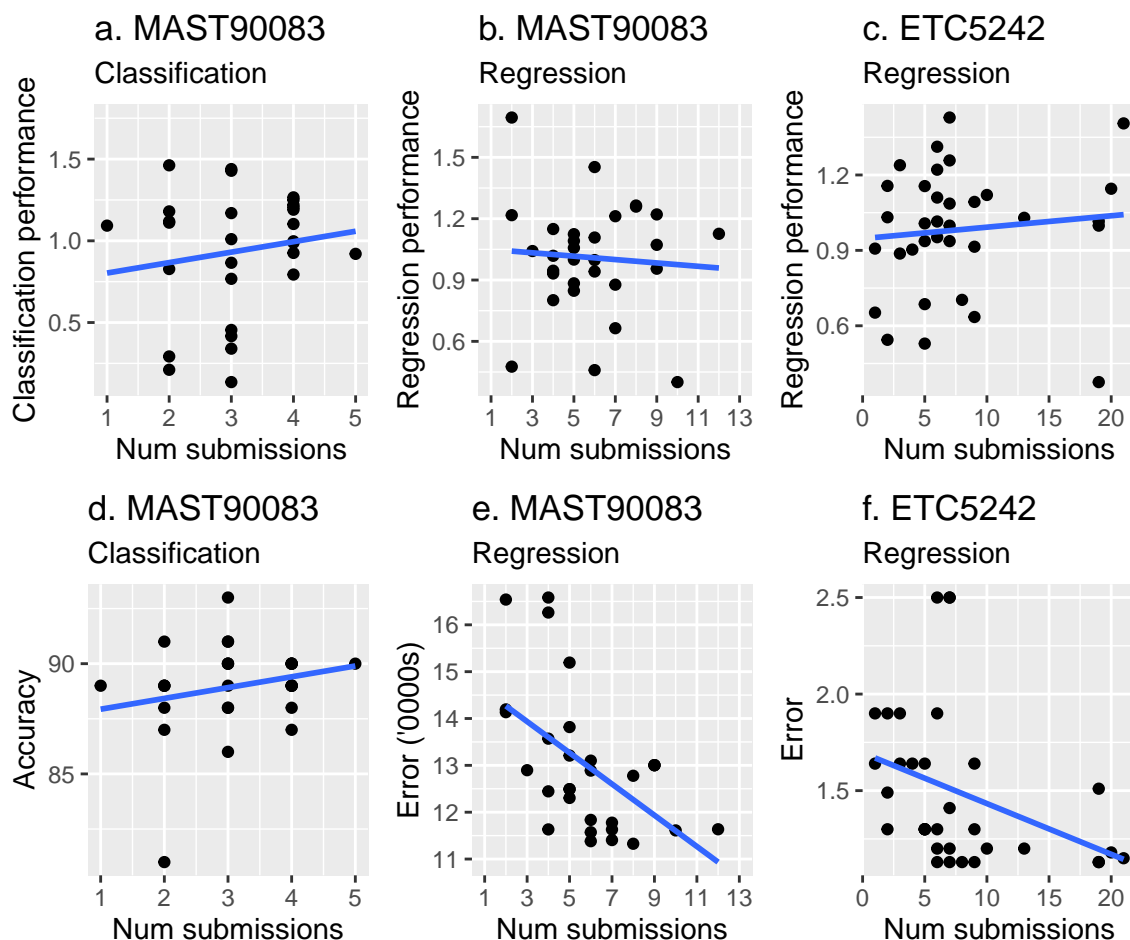 a. MAST90083
Classification
Classification performance
1.5
1.0
0.5
1 2 3 4 5
Num submissions
b. MAST90083
Regression
Regression performance
1.5
1.2
0.9
0.6
1 3 5 7 9 11 13
Num submissions
c. ETC5242
Regression
Regression performance
1.2
0.9
0.6
0 5 10 15 20
Num submissions
d. MAST90083
Classification
Accuracy
90
85
1 2 3 4 5
Num submissions
e. MAST90083
Regression
Error ('0000s)
16
15
14
13
12
11
1 3 5 7 9 11 13
Num submissions
f. ETC5242
Regression
Error
2.5
2.0
1.5
0 5 10 15 20
Num submissions